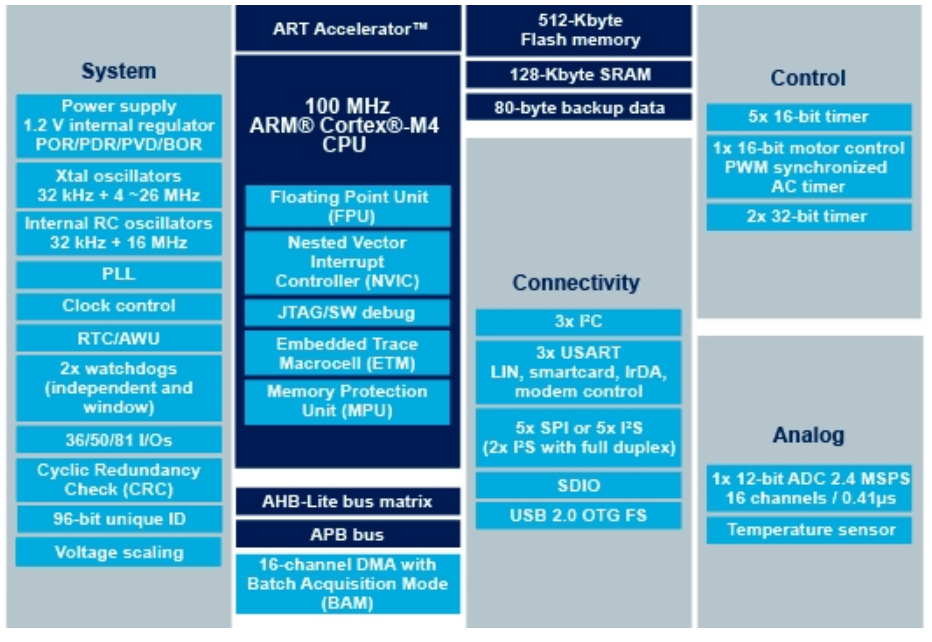 System
Power supply
1.2 V internal regulator
POR/PDR/PVD/BOR
Xtal oscillators
32 kHz + 4 ~26 MHz
Internal RC oscillators
32 kHz + 16 MHz
PLL
Clock control
RTC/AWU
2x watchdogs
(independent and
window)
36/50/81 I/Os
Cyclic Redundancy
Check (CRC)
96-bit unique ID
Voltage scaling
ART Accelerator™
100 MHz
ARM® Cortex®-M4
CPU
Floating Point Unit
(FPU)
Nested Vector
Interrupt
Controller (NVIC)
JTAG/SW debug
Embedded Trace
Macrocell (ETM)
Memory Protection
Unit (MPU)
AHB-Lite bus matrix
APB bus
16-channel DMA with
Batch Acquisition Mode
(BAM)
512-Kbyte
Flash memory
128-Kbyte SRAM
80-byte backup data
Connectivity
3x I²C
3x USART
LIN, smartcard, IrDA,
modem control
5x SPI or 5x I²S
(2x I²S with full duplex)
SDIO
USB 2.0 OTG FS
Control
5x 16-bit timer
1x 16-bit motor control
PWM synchronized
AC timer
2x 32-bit timer
Analog
1x 12-bit ADC 2.4 MSPS
16 channels / 0.41µs
Temperature sensor